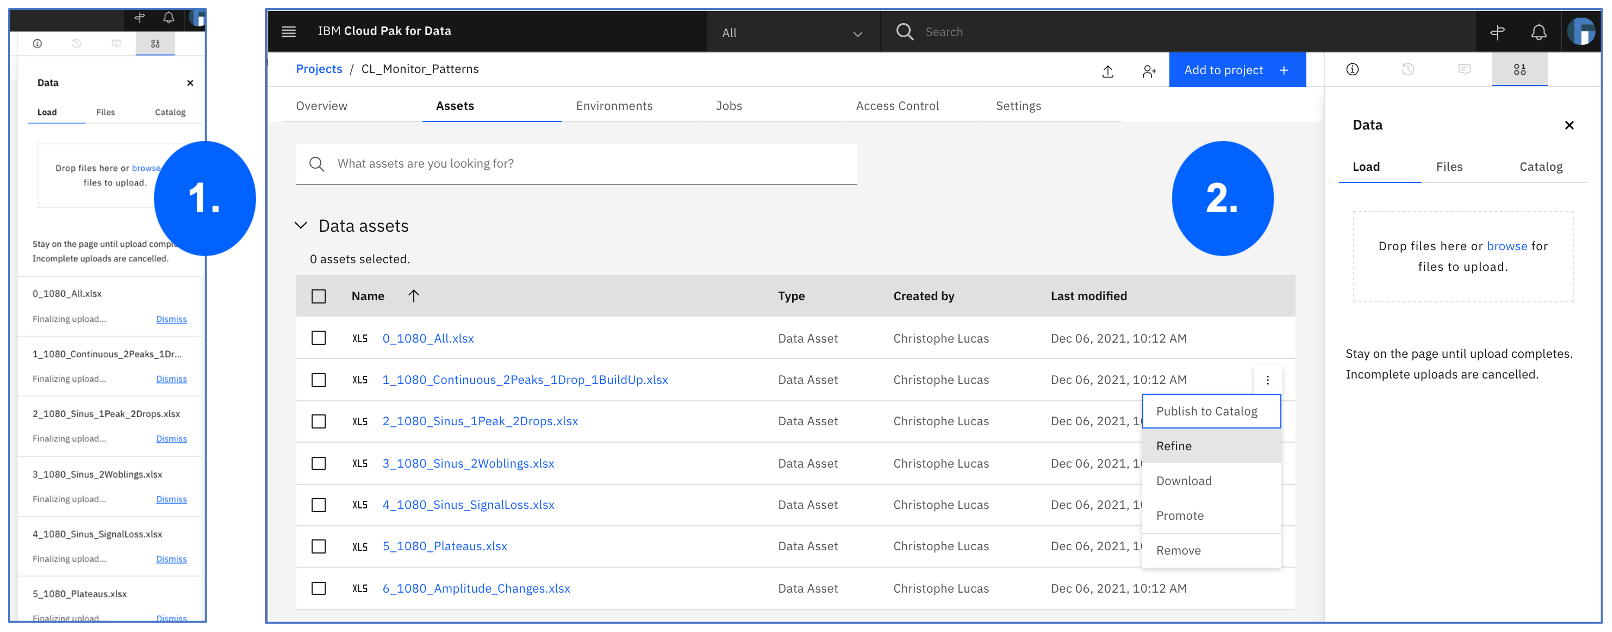 Data
Load Files Catalog
Drop files here or browse
files to upload.
1.
Stay on the page until upload comple
Incomplete uploads are cancelled.
0_1080_All.xlsx
Finalizing upload... Dismiss
1_1080_Continuous_2Peaks_1Dr...
Finalizing upload... Dismiss
2_1080_Sinus_1Peak_2Drops.xlsx
Finalizing upload... Dismiss
3_1080_Sinus_2Woblings.xlsx
Finalizing upload... Dismiss
4_1080_Sinus_SignalLoss.xlsx
Finalizing upload... Dismiss
5_1080_Plateaus.xlsx
Finalizing upload... Dismiss
IBM Cloud Pak for Data
All
Search
Projects / CL_Monitor_Patterns
Add to project +
Overview Assets Environments Jobs Access Control Settings
What assets are you looking for?
2.
Data assets
0 assets selected.
Name Type Created by Last modified
XLS 0_1080_All.xlsx Data Asset Christophe Lucas Dec 06, 2021, 10:12 AM
XLS 1_1080_Continuous_2Peaks_1Drop_1BuildUp.xlsx Data Asset Christophe Lucas Dec 06, 2021, 10:12 AM
XLS 2_1080_Sinus_1Peak_2Drops.xlsx Data Asset Christophe Lucas Dec 06, 2021, 1
XLS 3_1080_Sinus_2Woblings.xlsx Data Asset Christophe Lucas Dec 06, 2021, 1
XLS 4_1080_Sinus_SignalLoss.xlsx Data Asset Christophe Lucas Dec 06, 2021, 1
XLS 5_1080_Plateaus.xlsx Data Asset Christophe Lucas Dec 06, 2021, 1
XLS 6_1080_Amplitude_Changes.xlsx Data Asset Christophe Lucas Dec 06, 2021, 10:12 AM
Publish to Catalog
Refine
Download
Promote
Remove
Data
Load Files Catalog
Drop files here or browse for
files to upload.
Stay on the page until upload completes.
Incomplete uploads are cancelled.